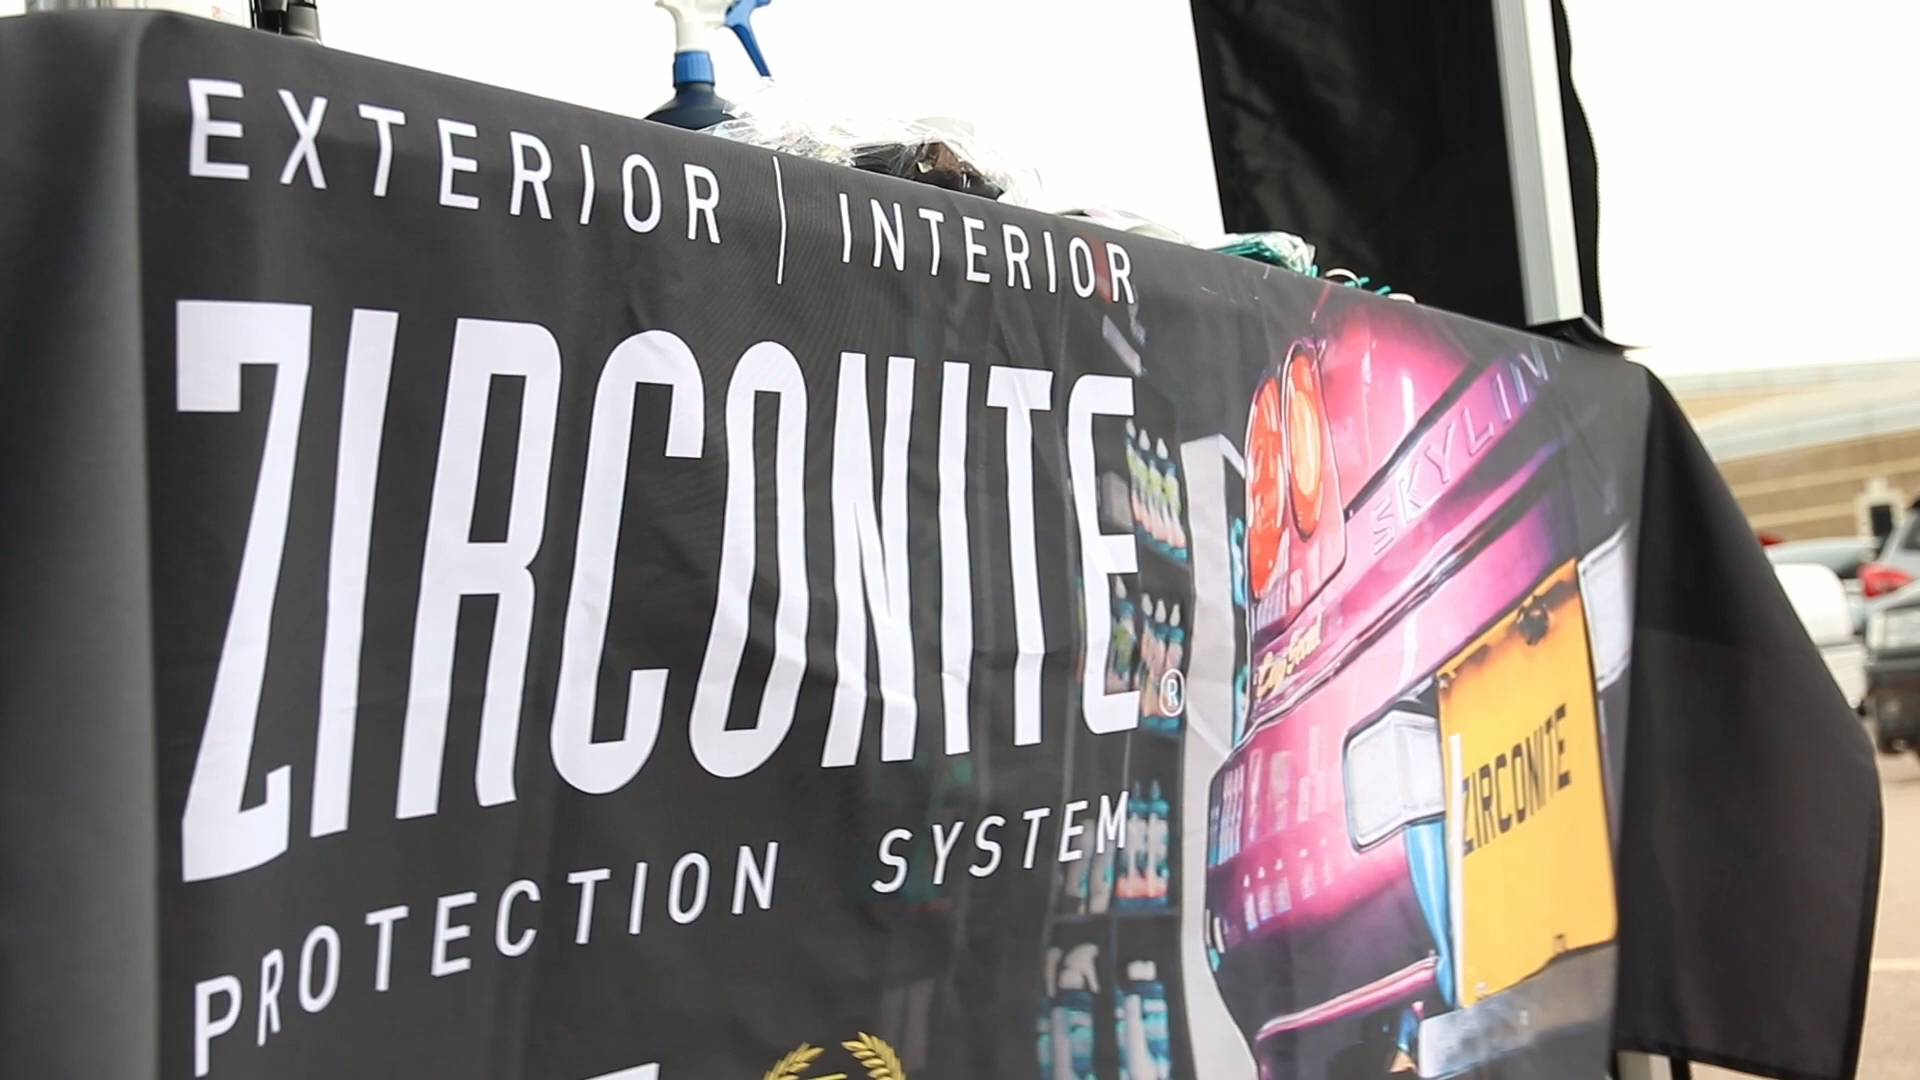 EXTERIOR | INTERIOR
ZIRCONITE®
PROTECTION SYSTEM
SKYLINE
ZIRCONITE